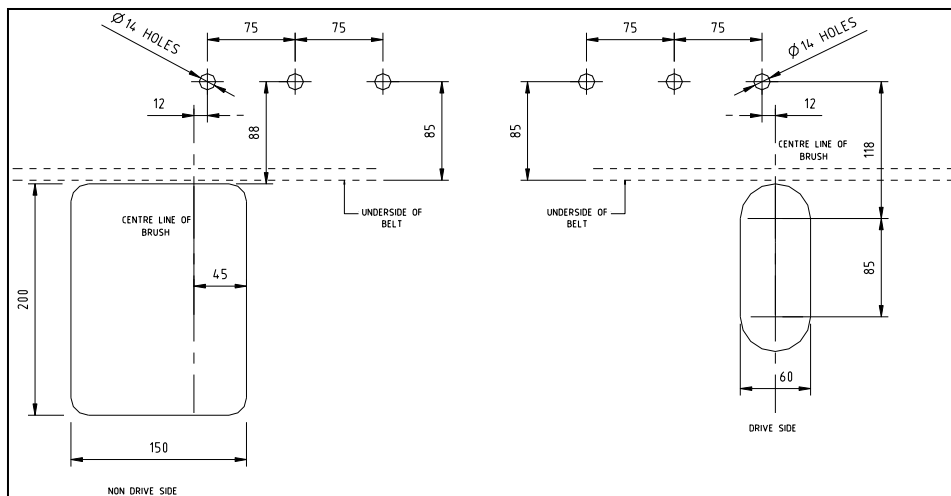 75
75
Ø14 HOLES
12
88
85
CENTRE LINE OF
BRUSH
UNDERSIDE OF
BELT
45
200
150
NON DRIVE SIDE
75
75
Ø14 HOLES
12
85
CENTRE LINE OF
BRUSH
118
UNDERSIDE OF
BELT
85
60
DRIVE SIDE